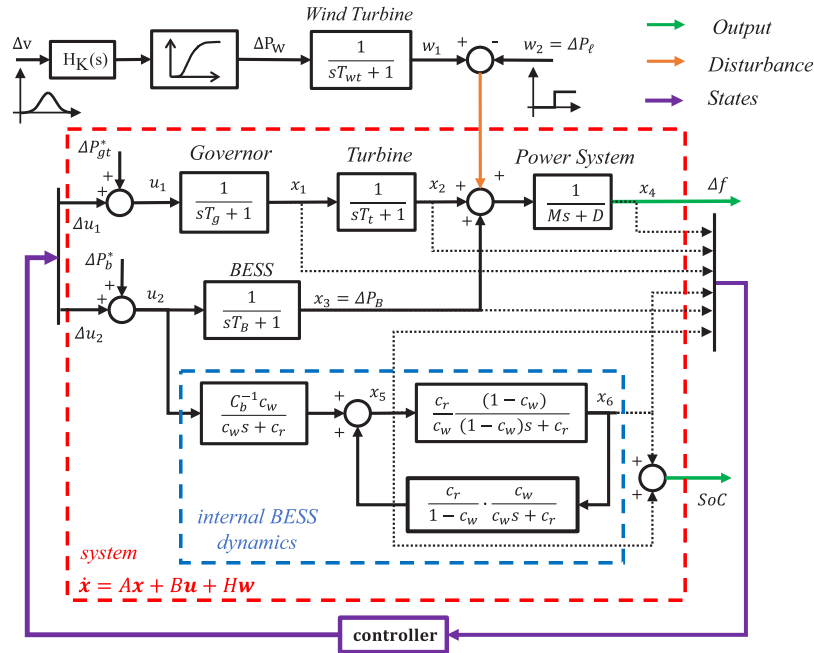 Wind Turbine
Output
Δv
H_K(s)
ΔP_W
1
sT_{wt} + 1
w_1
+
-
w_2 = ΔP_ℓ
Disturbance
States
ΔP^*_{gt}
Governor
Turbine
Power System
+
+
u_1
1
sT_g + 1
x_1
1
sT_t + 1
x_2
+
+
+
1
Ms + D
x_4
Δf
Δu_1
ΔP^*_b
BESS
+
+
u_2
1
sT_B + 1
x_3 = ΔP_B
Δu_2
C_b^{-1}c_w
c_w s + c_r
+
+
x_5
c_r
c_w
(1 − c_w)
(1 − c_w)s + c_r
x_6
+
+
SoC
c_r
1 − c_w
·
c_w
c_w s + c_r
internal BESS
dynamics
system
ẋ = Ax + Bu + Hw
controller